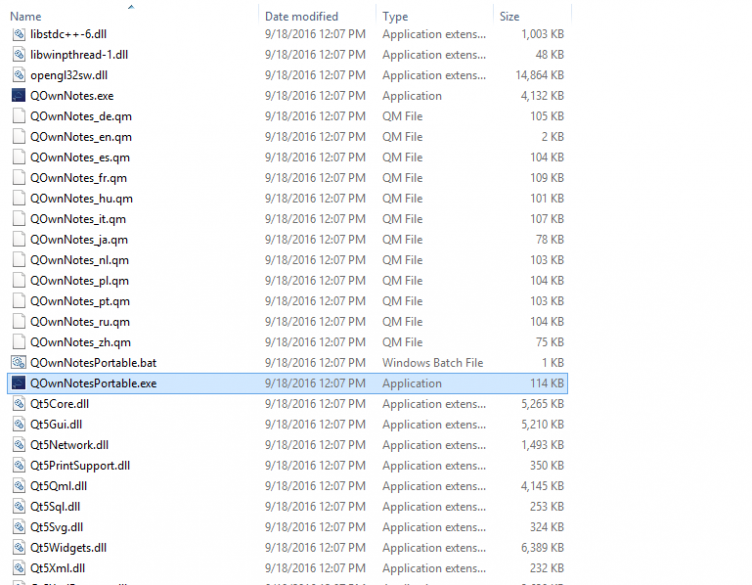 Name Date modified Type Size
libstdc++-6.dll 9/18/2016 12:07 PM Application extens... 1,003 KB
libwinpthread-1.dll 9/18/2016 12:07 PM Application extens... 48 KB
opengl32sw.dll 9/18/2016 12:07 PM Application extens... 14,864 KB
QOwnNotes.exe 9/18/2016 12:07 PM Application 4,132 KB
QOwnNotes_de.qm 9/18/2016 12:07 PM QM File 105 KB
QOwnNotes_en.qm 9/18/2016 12:07 PM QM File 2 KB
QOwnNotes_es.qm 9/18/2016 12:07 PM QM File 104 KB
QOwnNotes_fr.qm 9/18/2016 12:07 PM QM File 109 KB
QOwnNotes_hu.qm 9/18/2016 12:07 PM QM File 101 KB
QOwnNotes_it.qm 9/18/2016 12:07 PM QM File 107 KB
QOwnNotes_ja.qm 9/18/2016 12:07 PM QM File 78 KB
QOwnNotes_nl.qm 9/18/2016 12:07 PM QM File 103 KB
QOwnNotes_pl.qm 9/18/2016 12:07 PM QM File 104 KB
QOwnNotes_pt.qm 9/18/2016 12:07 PM QM File 103 KB
QOwnNotes_ru.qm 9/18/2016 12:07 PM QM File 104 KB
QOwnNotes_zh.qm 9/18/2016 12:07 PM QM File 75 KB
QOwnNotesPortable.bat 9/18/2016 12:07 PM Windows Batch File 1 KB
QOwnNotesPortable.exe 9/18/2016 12:07 PM Application 114 KB
Qt5Core.dll 9/18/2016 12:07 PM Application extens... 5,265 KB
Qt5Gui.dll 9/18/2016 12:07 PM Application extens... 5,210 KB
Qt5Network.dll 9/18/2016 12:07 PM Application extens... 1,493 KB
Qt5PrintSupport.dll 9/18/2016 12:07 PM Application extens... 350 KB
Qt5Qml.dll 9/18/2016 12:07 PM Application extens... 4,145 KB
Qt5Sql.dll 9/18/2016 12:07 PM Application extens... 253 KB
Qt5Svg.dll 9/18/2016 12:07 PM Application extens... 324 KB
Qt5Widgets.dll 9/18/2016 12:07 PM Application extens... 6,389 KB
Qt5Xml.dll 9/18/2016 12:07 PM Application extens... 232 KB